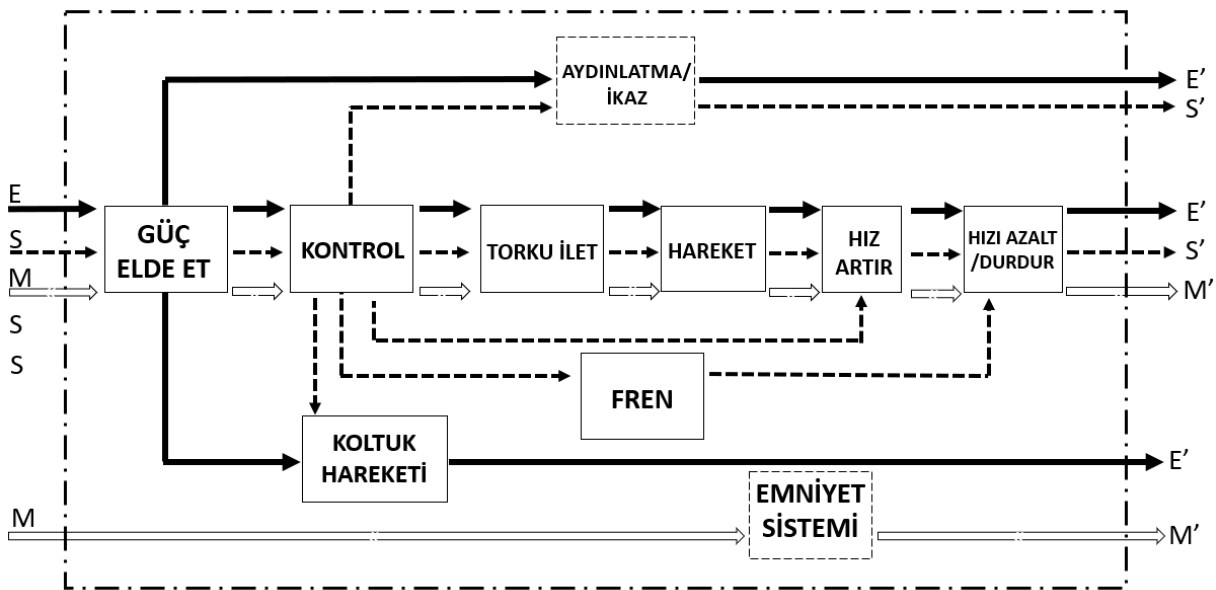 AYDINLATMA/
İKAZ
E’
S’
E
S
M
S
S
GÜÇ
ELDE ET
KONTROL
TORKU İLET
HAREKET
HIZ
ARTIR
HIZI AZALT
/DURDUR
E’
S’
M’
FREN
KOLTUK
HAREKETİ
E’
EMNİYET
SİSTEMİ
M
M’